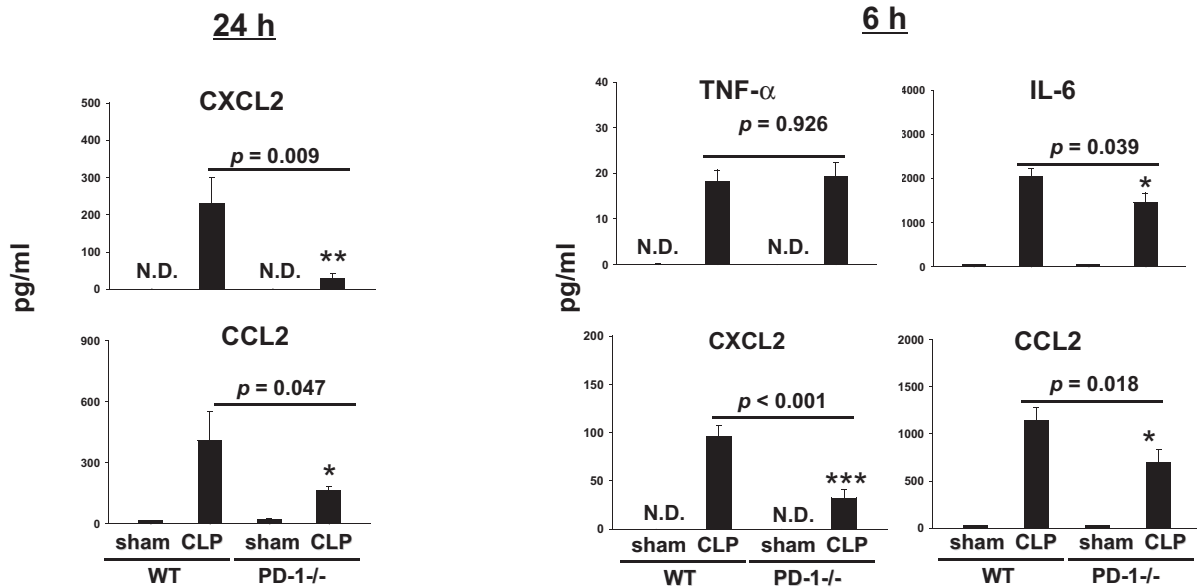 24 h
CXCL2
500
400
300
200
100
0
p = 0.009
N.D.
N.D.
**
pg/ml
CCL2
900
600
300
0
p = 0.047
*
sham CLP sham CLP
WT PD-1-/-
6 h
TNF-α
40
30
20
10
0
p = 0.926
N.D.
N.D.
IL-6
4000
3000
2000
1000
0
p = 0.039
*
pg/ml
CXCL2
200
150
100
50
0
p < 0.001
N.D.
N.D.
***
sham CLP sham CLP
WT PD-1-/-
CCL2
2000
1500
1000
500
0
p = 0.018
*
sham CLP sham CLP
WT PD-1-/-